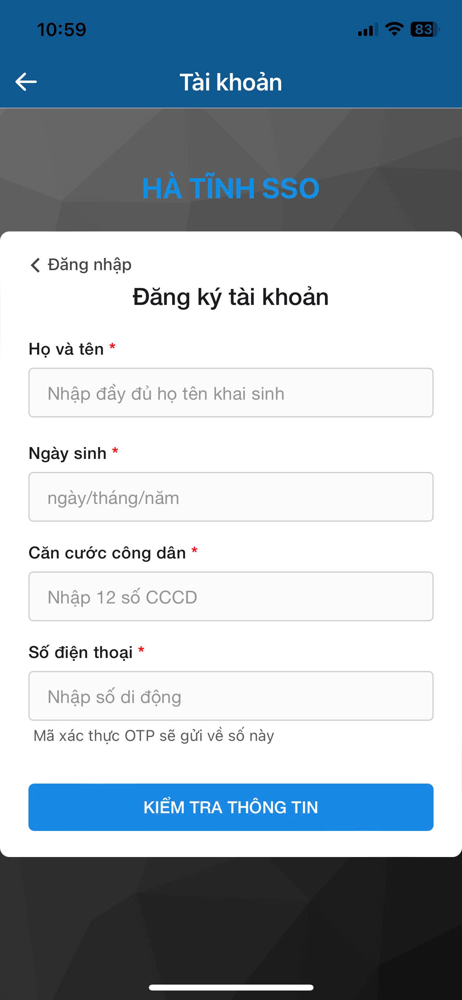 10:59
83
Tài khoản
HÀ TĨNH SSO
Đăng nhập
Đăng ký tài khoản
Họ và tên *
Nhập đầy đủ họ tên khai sinh
Ngày sinh *
ngày/tháng/năm
Căn cước công dân *
Nhập 12 số CCCD
Số điện thoại *
Nhập số di động
Mã xác thực OTP sẽ gửi về số này
KIỂM TRA THÔNG TIN